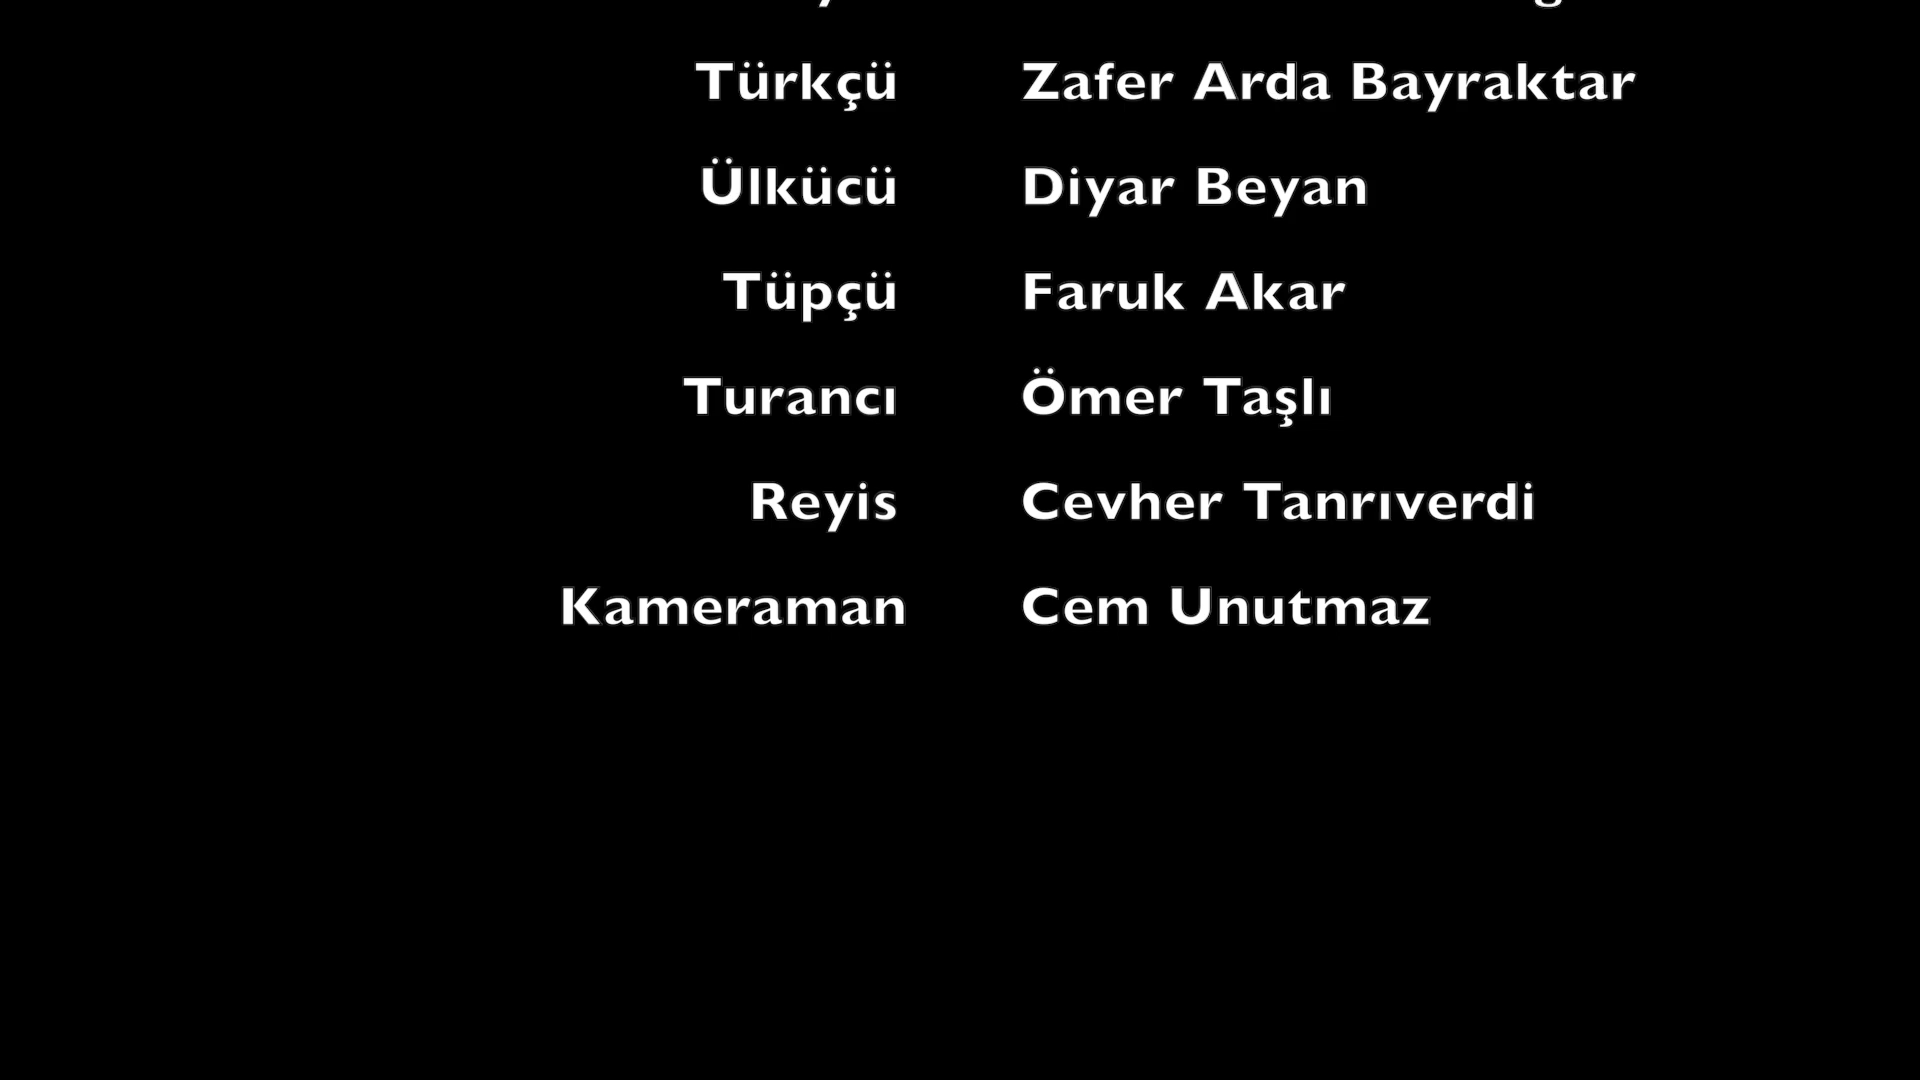 Türkçü Zafer Arda Bayraktar
Ülkücü Diyar Beyan
Tüpçü Faruk Akar
Turancı Ömer Taşlı
Reyis Cevher Tanrıverdi
Kameraman Cem Unutmaz